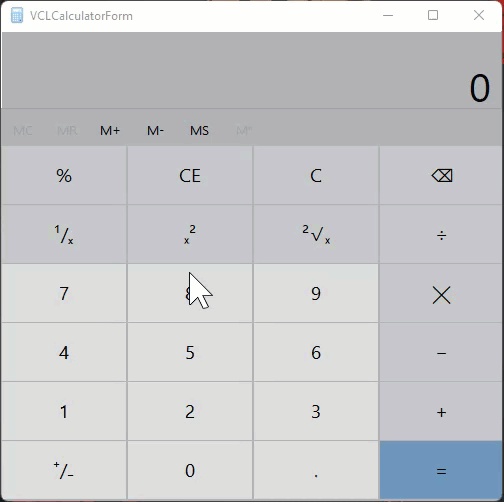 VCLCalculatorForm
0
MC MR M+ M- MS M*
% CE C ⌫
¹/ₓ x² ²√x ÷
7 8 9 ×
4 5 6 −
1 2 3 +
⁺/₋ 0 . =